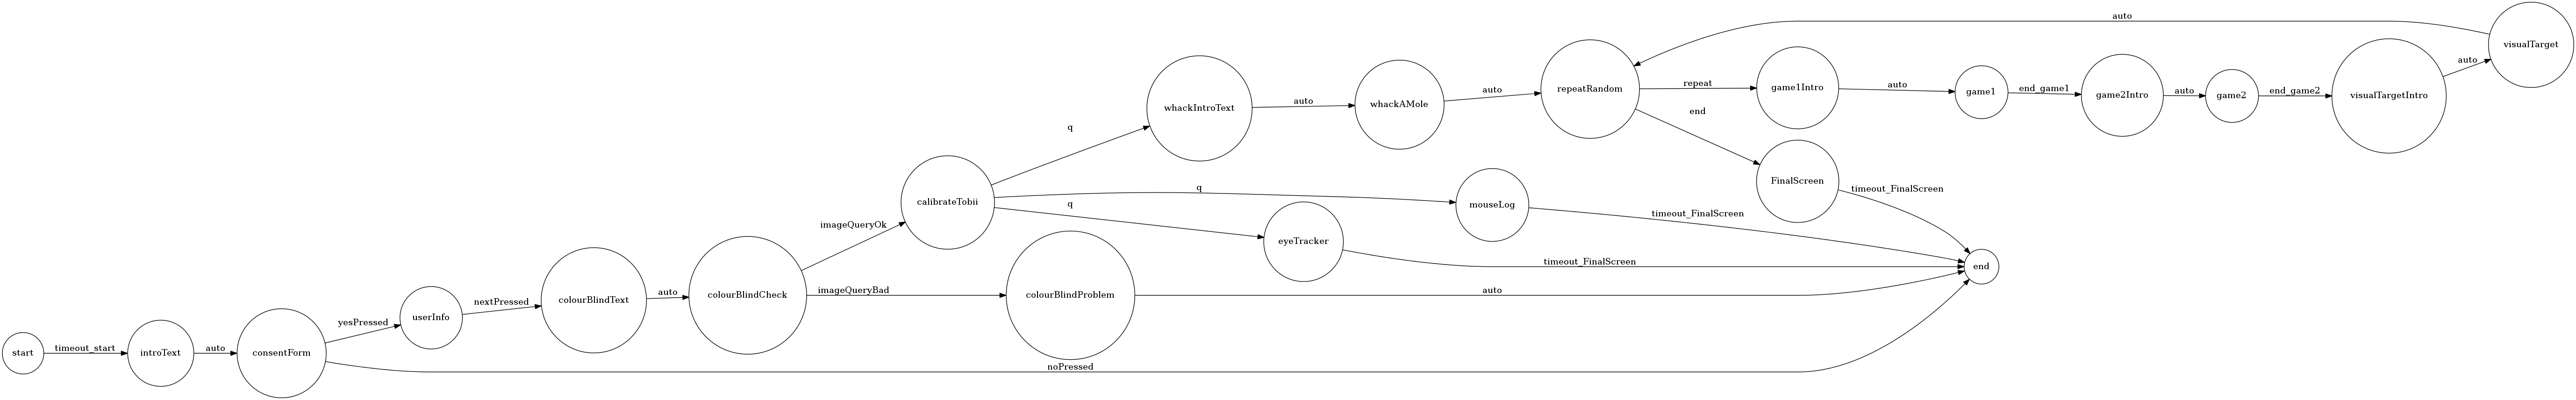 auto
visualTarget
auto
whackIntroText
auto
whackAMole
auto
repeatRandom
repeat
game1Intro
auto
game1
end_game1
game2Intro
auto
game2
end_game2
visualTargetIntro
end
q
calibrateTobii
q
q
mouseLog
FinalScreen
timeout_FinalScreen
timeout_FinalScreen
eyeTracker
timeout_FinalScreen
end
imageQueryOk
colourBlindCheck
imageQueryBad
colourBlindProblem
auto
start
timeout_start
introText
auto
consentForm
yesPressed
userInfo
nextPressed
colourBlindText
auto
noPressed